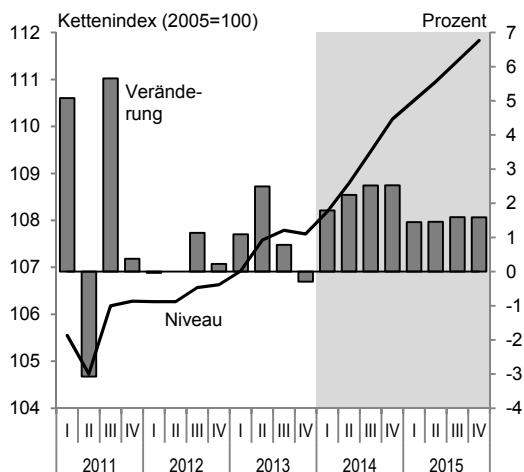 Kettenindex (2005=100) Prozent
112 7
111 6
110 5
109 4
108 3
107 2
106 1
105 0
104 -1
-2
-3
-4
Verände-
rung
Niveau
I II III IV I II III IV I II III IV I II III IV I II III IV
2011 2012 2013 2014 2015